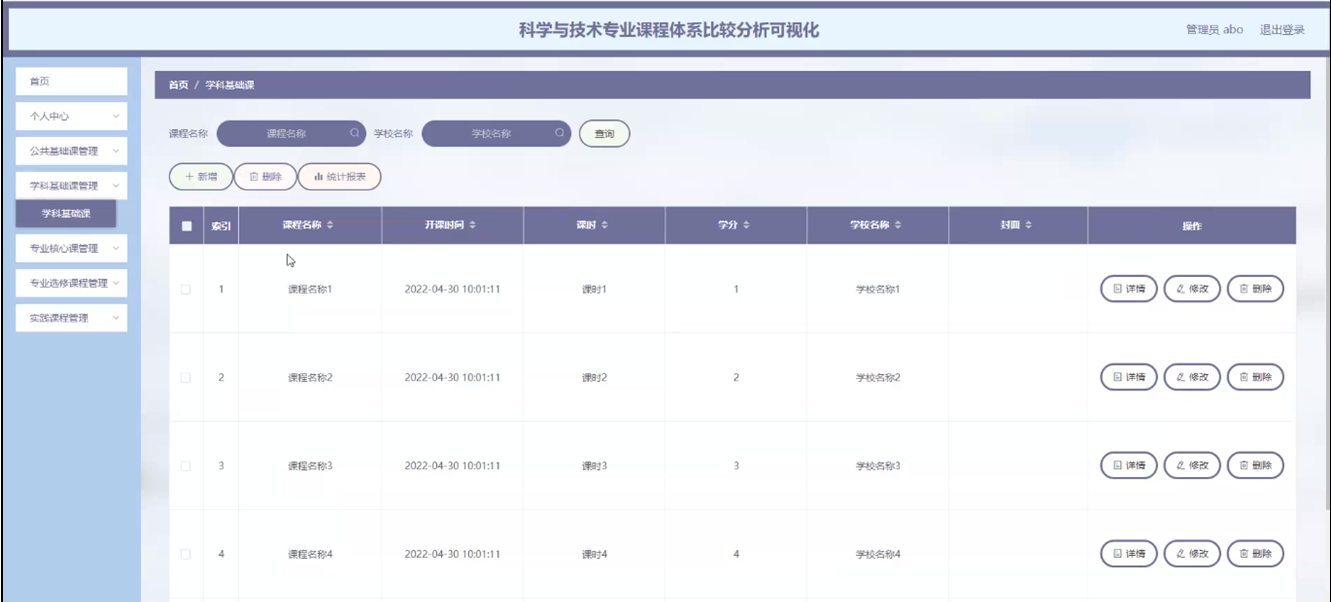 科学与技术专业课程体系比较分析可视化
管理员 abo 退出登录
首页
个人中心
公共基础课管理
学科基础课管理
学科基础课
专业核心课管理
专业选修课程管理
实践课程管理
首页 / 学科基础课
课程名称 课程名称 学校名称 学校名称 查询
新增 删除 统计报表
索引 课程名称 开课时间 课时 学分 学校名称 封面 操作
1 课程名称1 2022-04-30 10:01:11 课时1 1 学校名称1 详情 修改 删除
2 课程名称2 2022-04-30 10:01:11 课时2 2 学校名称2 详情 修改 删除
3 课程名称3 2022-04-30 10:01:11 课时3 3 学校名称3 详情 修改 删除
4 课程名称4 2022-04-30 10:01:11 课时4 4 学校名称4 详情 修改 删除